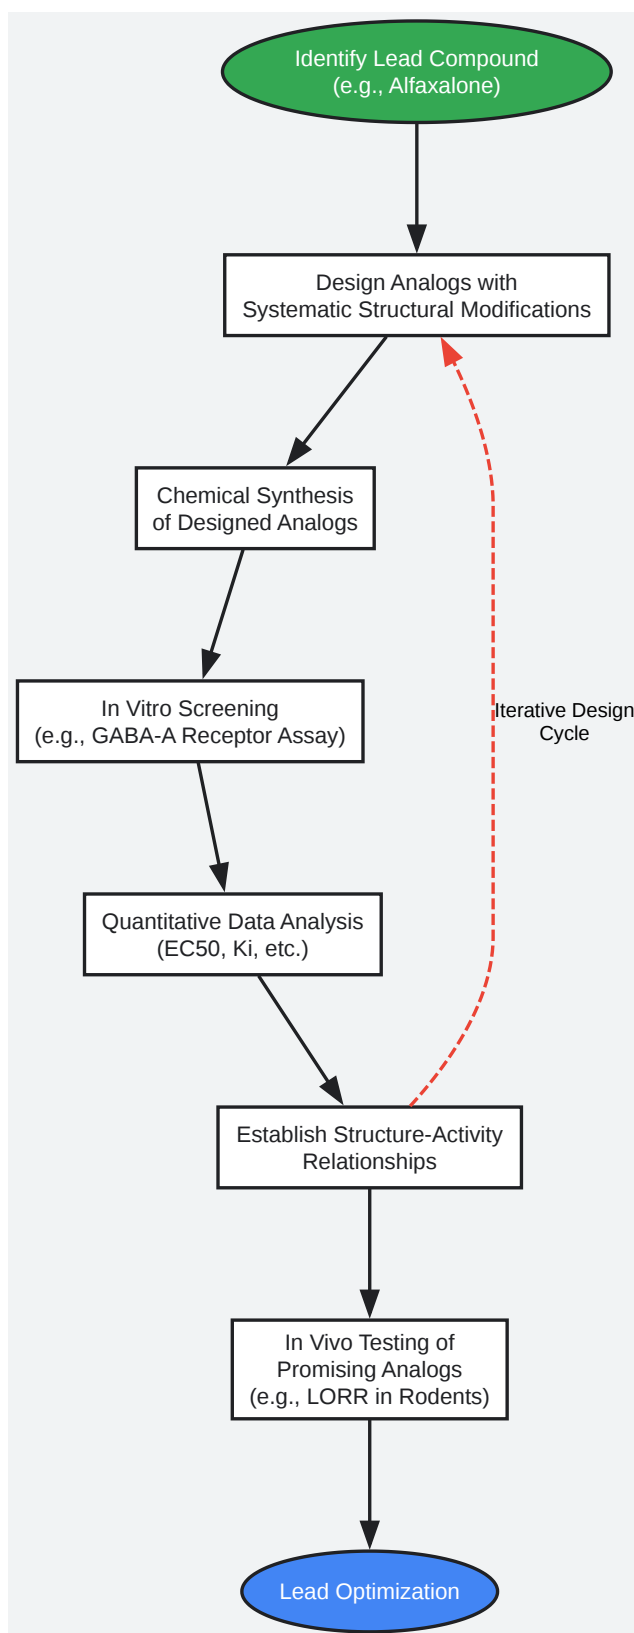 Identify Lead Compound
(e.g., Alfaxalone)
Design Analogs with
Systematic Structural Modifications
Chemical Synthesis
of Designed Analogs
In Vitro Screening
(e.g., GABA-A Receptor Assay)
Iterative Design
Cycle
Quantitative Data Analysis
(EC50, Ki, etc.)
Establish Structure-Activity
Relationships
In Vivo Testing of
Promising Analogs
(e.g., LORR in Rodents)
Lead Optimization